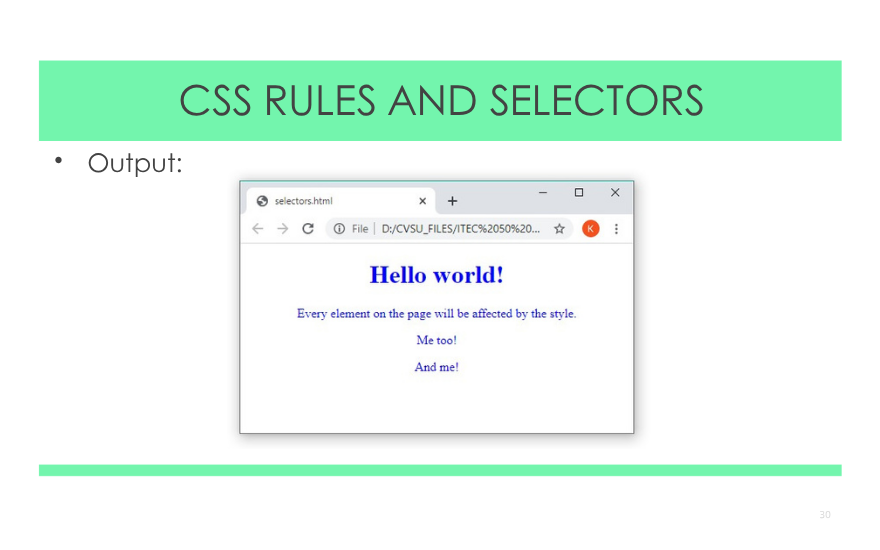 CSS RULES AND SELECTORS
• Output:
selectors.html
File | D:/CVSU_FILES/ITEC%2050%20...
K
Hello world!
Every element on the page will be affected by the style.
Me too!
And me!
30